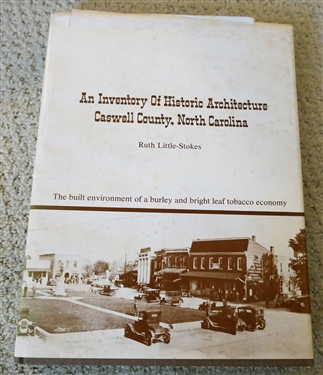 An Inventory Of Historic Architecture
Caswell County, North Carolina
Ruth Little-Stokes
The built environment of a burley and bright leaf tobacco economy